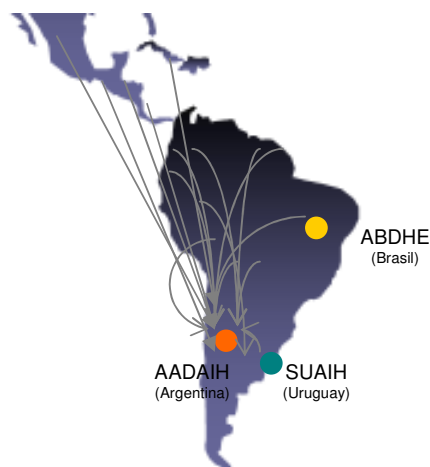 ABDHE
(Brasil)
AADAIH
(Argentina)
SUAIH
(Uruguay)